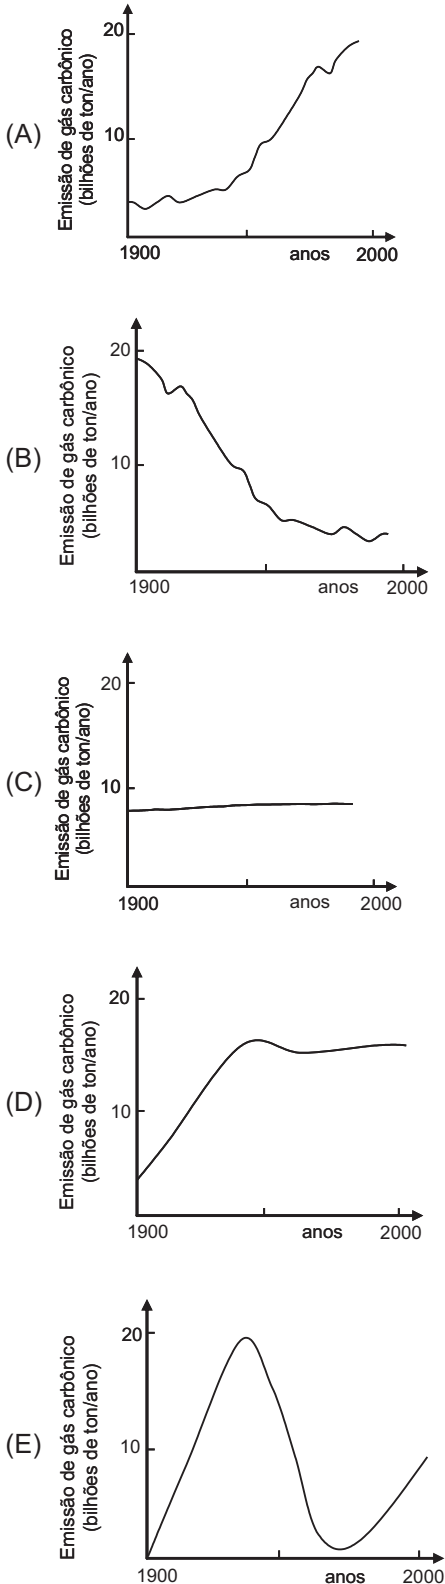 (A)
Emissão de gás carbônico
(bilhões de ton/ano)
20
10
1900
anos
2000
(B)
Emissão de gás carbônico
(bilhões de ton/ano)
20
10
1900
anos
2000
(C)
Emissão de gás carbônico
(bilhões de ton/ano)
20
10
1900
anos
2000
(D)
Emissão de gás carbônico
(bilhões de ton/ano)
20
10
1900
anos
2000
(E)
Emissão de gás carbônico
(bilhões de ton/ano)
20
10
1900
anos
2000